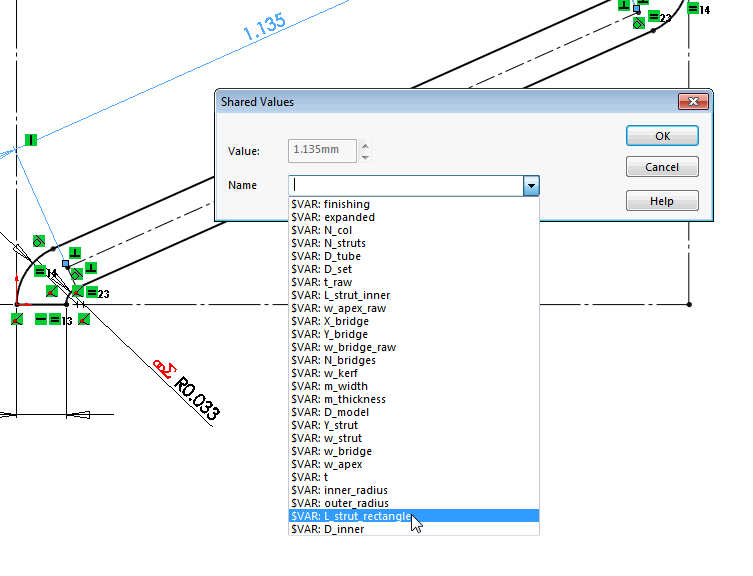 1.135
23
14
Shared Values
OK
Value:
1.135mm
Cancel
Name
Help
$VAR: finishing
$VAR: expanded
$VAR: N_col
$VAR: N_struts
$VAR: D_tube
$VAR: D_set
$VAR: t_raw
$VAR: L_strut_inner
$VAR: w_apex_raw
$VAR: X_bridge
$VAR: Y_bridge
$VAR: w_bridge_raw
$VAR: N_bridges
$VAR: w_kerf
$VAR: m_width
$VAR: m_thickness
$VAR: D_model
$VAR: Y_strut
$VAR: w_strut
$VAR: w_bridge
$VAR: w_apex
$VAR: t
$VAR: inner_radius
$VAR: outer_radius
$VAR: L_strut_rectangle
$VAR: D_inner
14
23
13
Σ R0.033